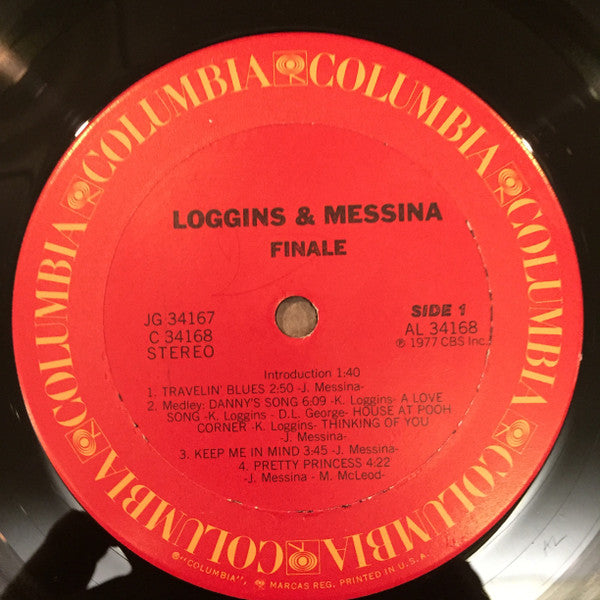 COLUMBIA COLUMBIA COLUMBIA COLUMBIA COLUMBIA COLUMBIA
LOGGINS & MESSINA
FINALE
JG 34167
C 34168
STEREO
SIDE 1
AL 34168
℗ 1977 CBS Inc.
Introduction 1:40
1. TRAVELIN' BLUES 2:50 -J. Messina-
2. Medley: DANNY'S SONG 6:09 -K. Loggins- A LOVE
SONG -K. Loggins - D.L. George- HOUSE AT POOH
CORNER -K. Loggins- THINKING OF YOU
-J. Messina-
3. KEEP ME IN MIND 3:45 -J. Messina-
4. PRETTY PRINCESS 4:22
-J. Messina - M. McLeod-
® "COLUMBIA", MARCAS REG. PRINTED IN U.S.A.